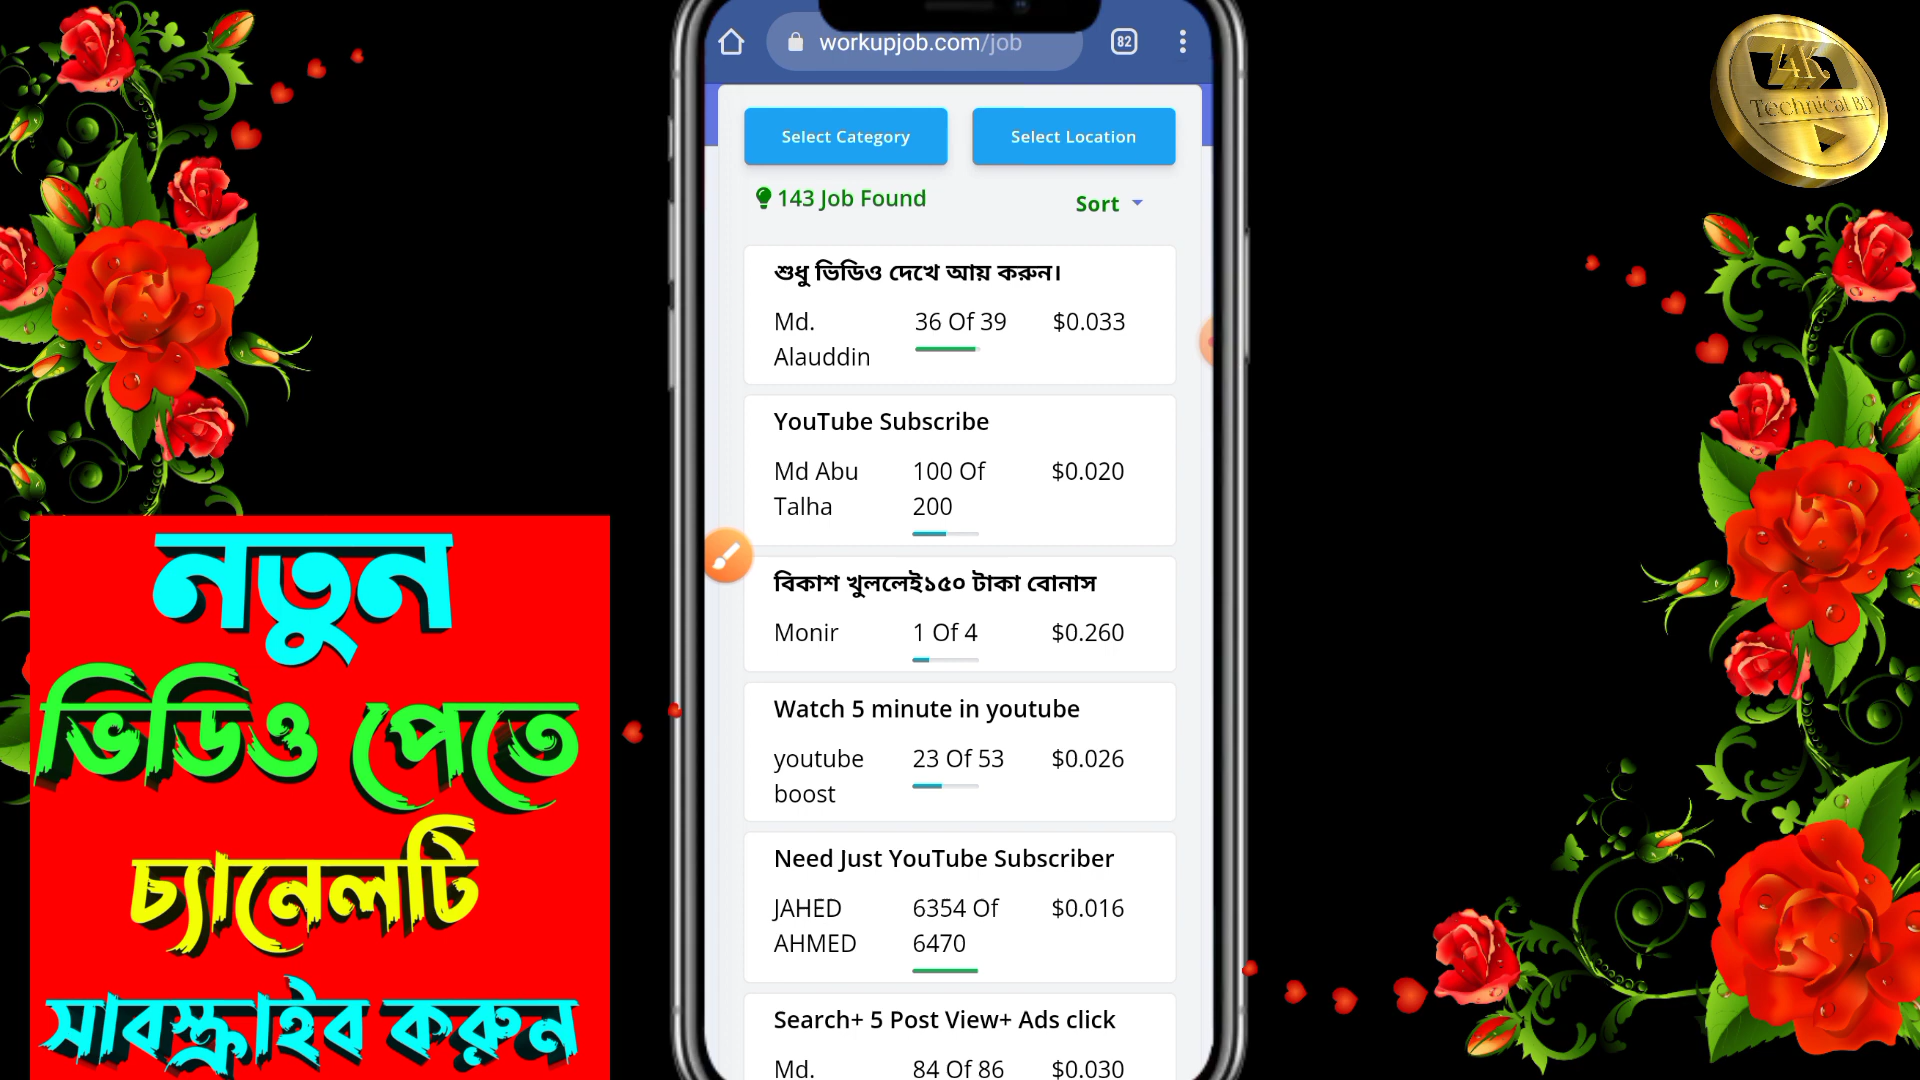 workupjob.com/job
82
Select Category
Select Location
143 Job Found
Sort
শুধু ভিডিও দেখে আয় করুন।
Md. Alauddin
36 Of 39
$0.033
YouTube Subscribe
Md Abu Talha
100 Of 200
$0.020
বিকাশ খুললেই১৫০ টাকা বোনাস
Monir
1 Of 4
$0.260
Watch 5 minute in youtube
youtube boost
23 Of 53
$0.026
Need Just YouTube Subscriber
JAHED AHMED
6354 Of 6470
$0.016
Search+ 5 Post View+ Ads click
Md.
84 Of 86
$0.030
নতুন
ভিডিও পেতে
চ্যানেলটি
সাবস্ক্রাইব করুন
4K
Technical BD